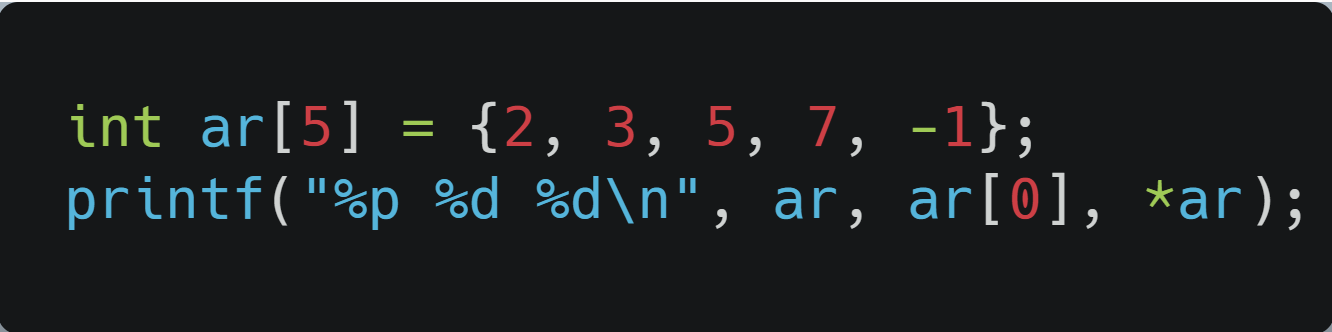 int ar[5] = {2, 3, 5, 7, -1};
printf("%p %d %d\n", ar, ar[0], *ar);